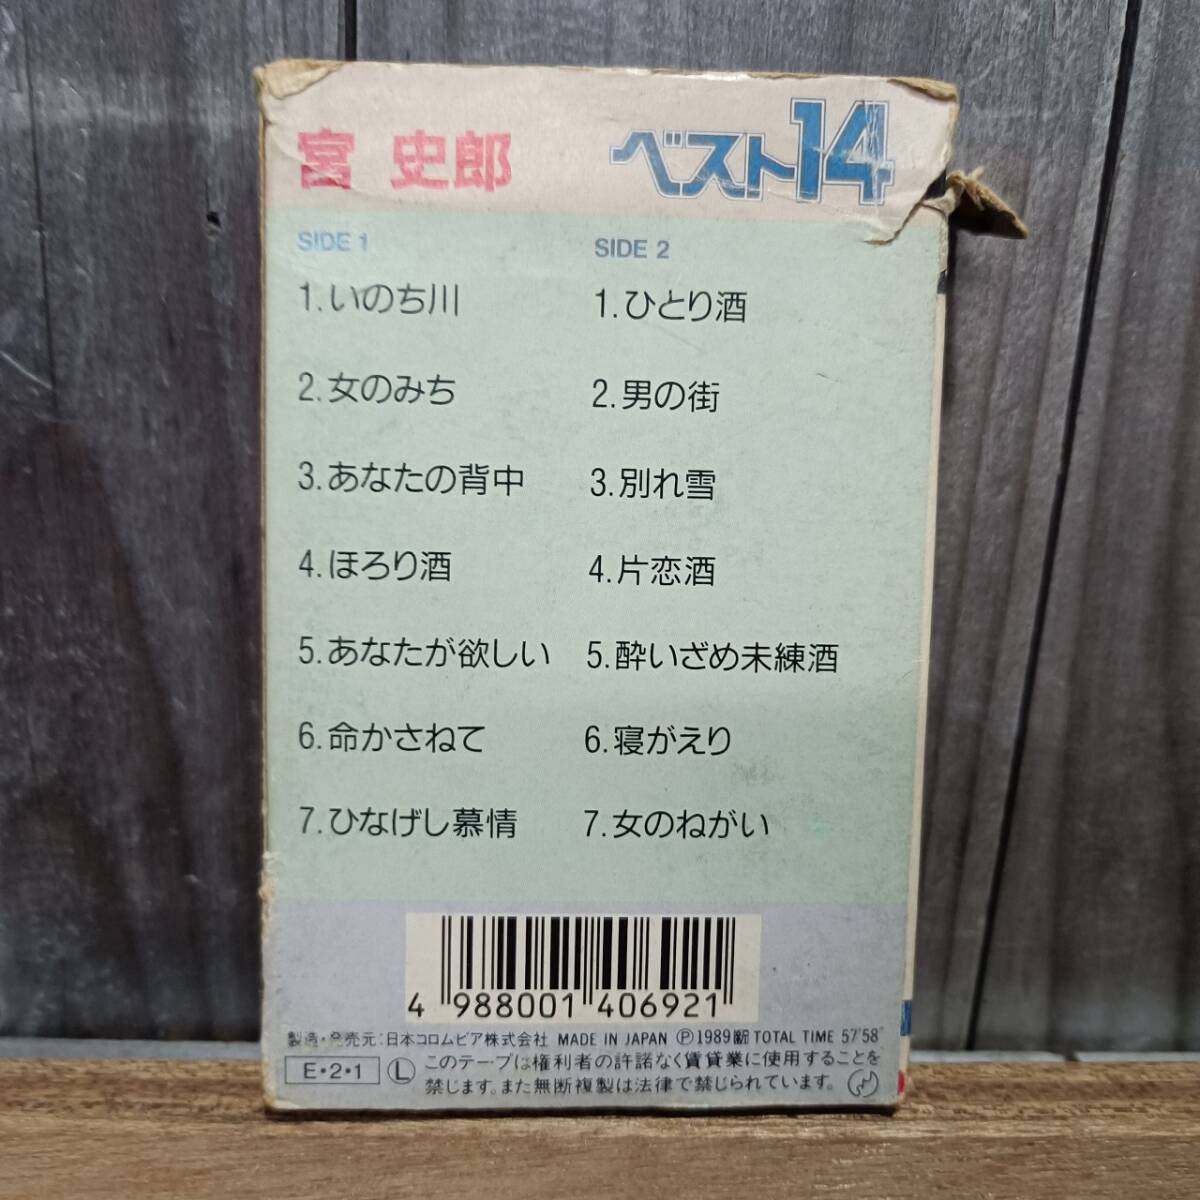 宮 史郎 ベスト14
SIDE 1
1.いのち川
2.女のみち
3.あなたの背中
4.ほろり酒
5.あなたが欲しい
6.命かさねて
7.ひなげし慕情
SIDE 2
1.ひとり酒
2.男の街
3.別れ雪
4.片恋酒
5.酔いざめ未練酒
6.寝がえり
7.女のねがい
4 988001 406921
製造・発売元:日本コロムビア株式会社 MADE IN JAPAN Ⓟ1989 TOTAL TIME 57'58"
E・2・1 Ⓛ このテープは権利者の許諾なく賃貸業に使用することを
禁じます。また無断複製は法律で禁じられています。